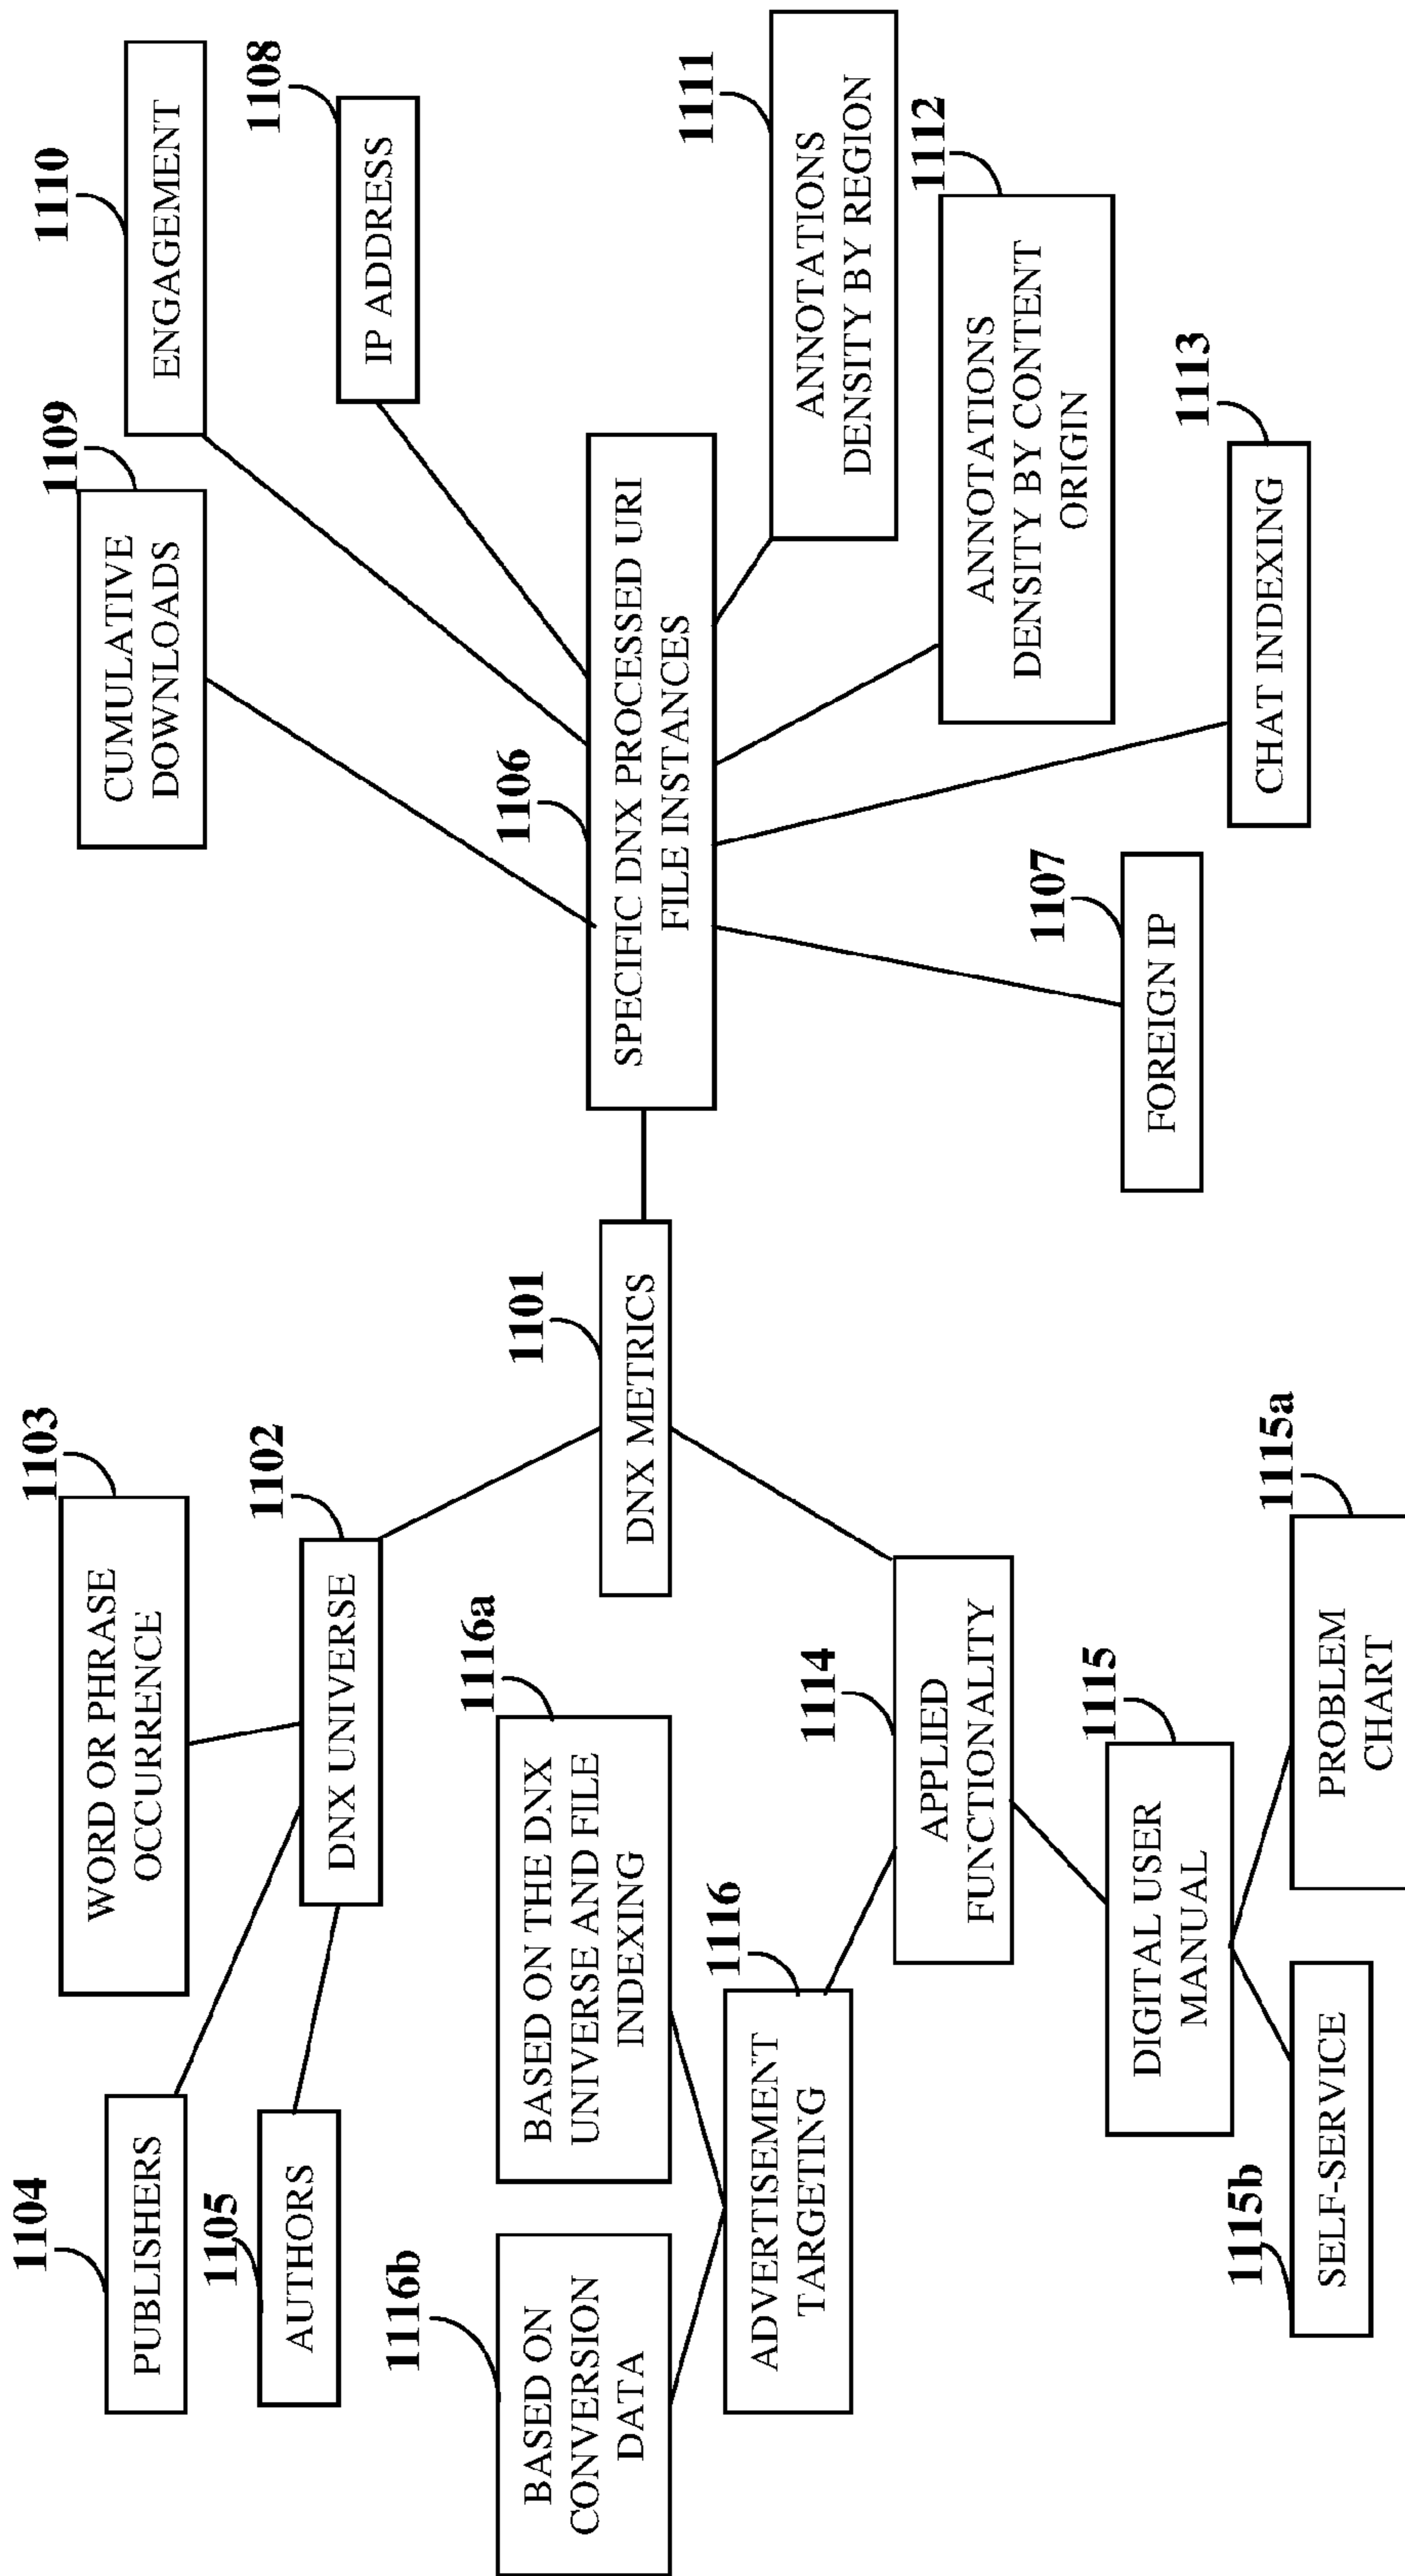 1104
PUBLISHERS
1105
AUTHORS
1103
WORD OR PHRASE
OCCURRENCE
1102
DNX UNIVERSE
1116b
BASED ON
CONVERSION
DATA
1116a
BASED ON THE DNX
UNIVERSE AND FILE
INDEXING
1116
ADVERTISEMENT
TARGETING
1101
DNX METRICS
1114
APPLIED
FUNCTIONALITY
1115
DIGITAL USER
MANUAL
1115b
SELF-SERVICE
1115a
PROBLEM
CHART
1109
CUMULATIVE
DOWNLOADS
1110
ENGAGEMENT
1108
IP ADDRESS
1106
SPECIFIC DNX PROCESSED URI
FILE INSTANCES
1111
ANNOTATIONS
DENSITY BY REGION
1112
ANNOTATIONS
DENSITY BY CONTENT
ORIGIN
1107
FOREIGN IP
1113
CHAT INDEXING